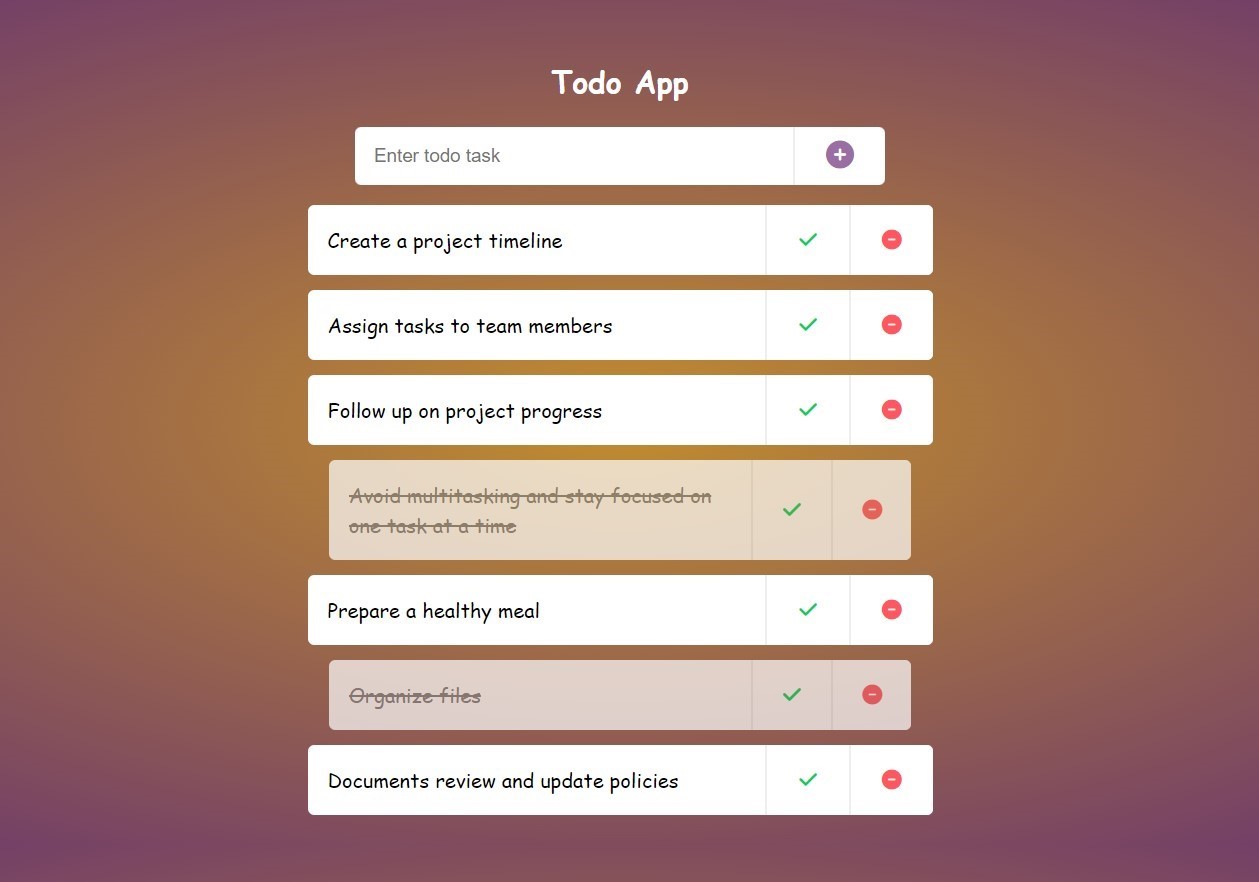 Todo App
Enter todo task
Create a project timeline
Assign tasks to team members
Follow up on project progress
Avoid multitasking and stay focused on
one task at a time
Prepare a healthy meal
Organize files
Documents review and update policies